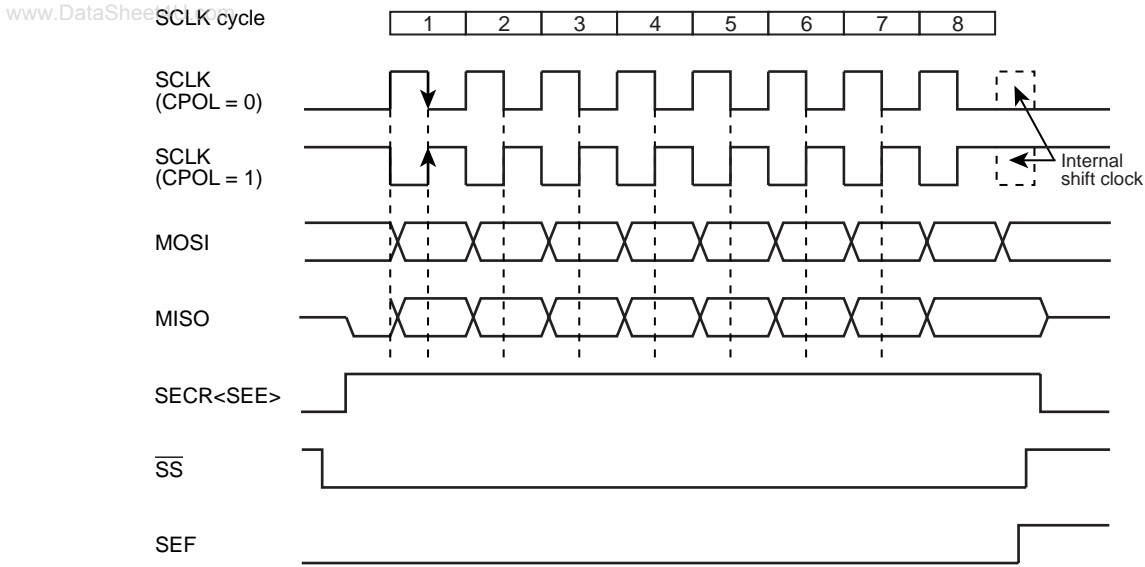 www.DataSheet4U.com
SCLK cycle 1 2 3 4 5 6 7 8
SCLK
(CPOL = 0)
SCLK
(CPOL = 1)
Internal
shift clock
MOSI
MISO
SECR<SEE>
SS
SEF